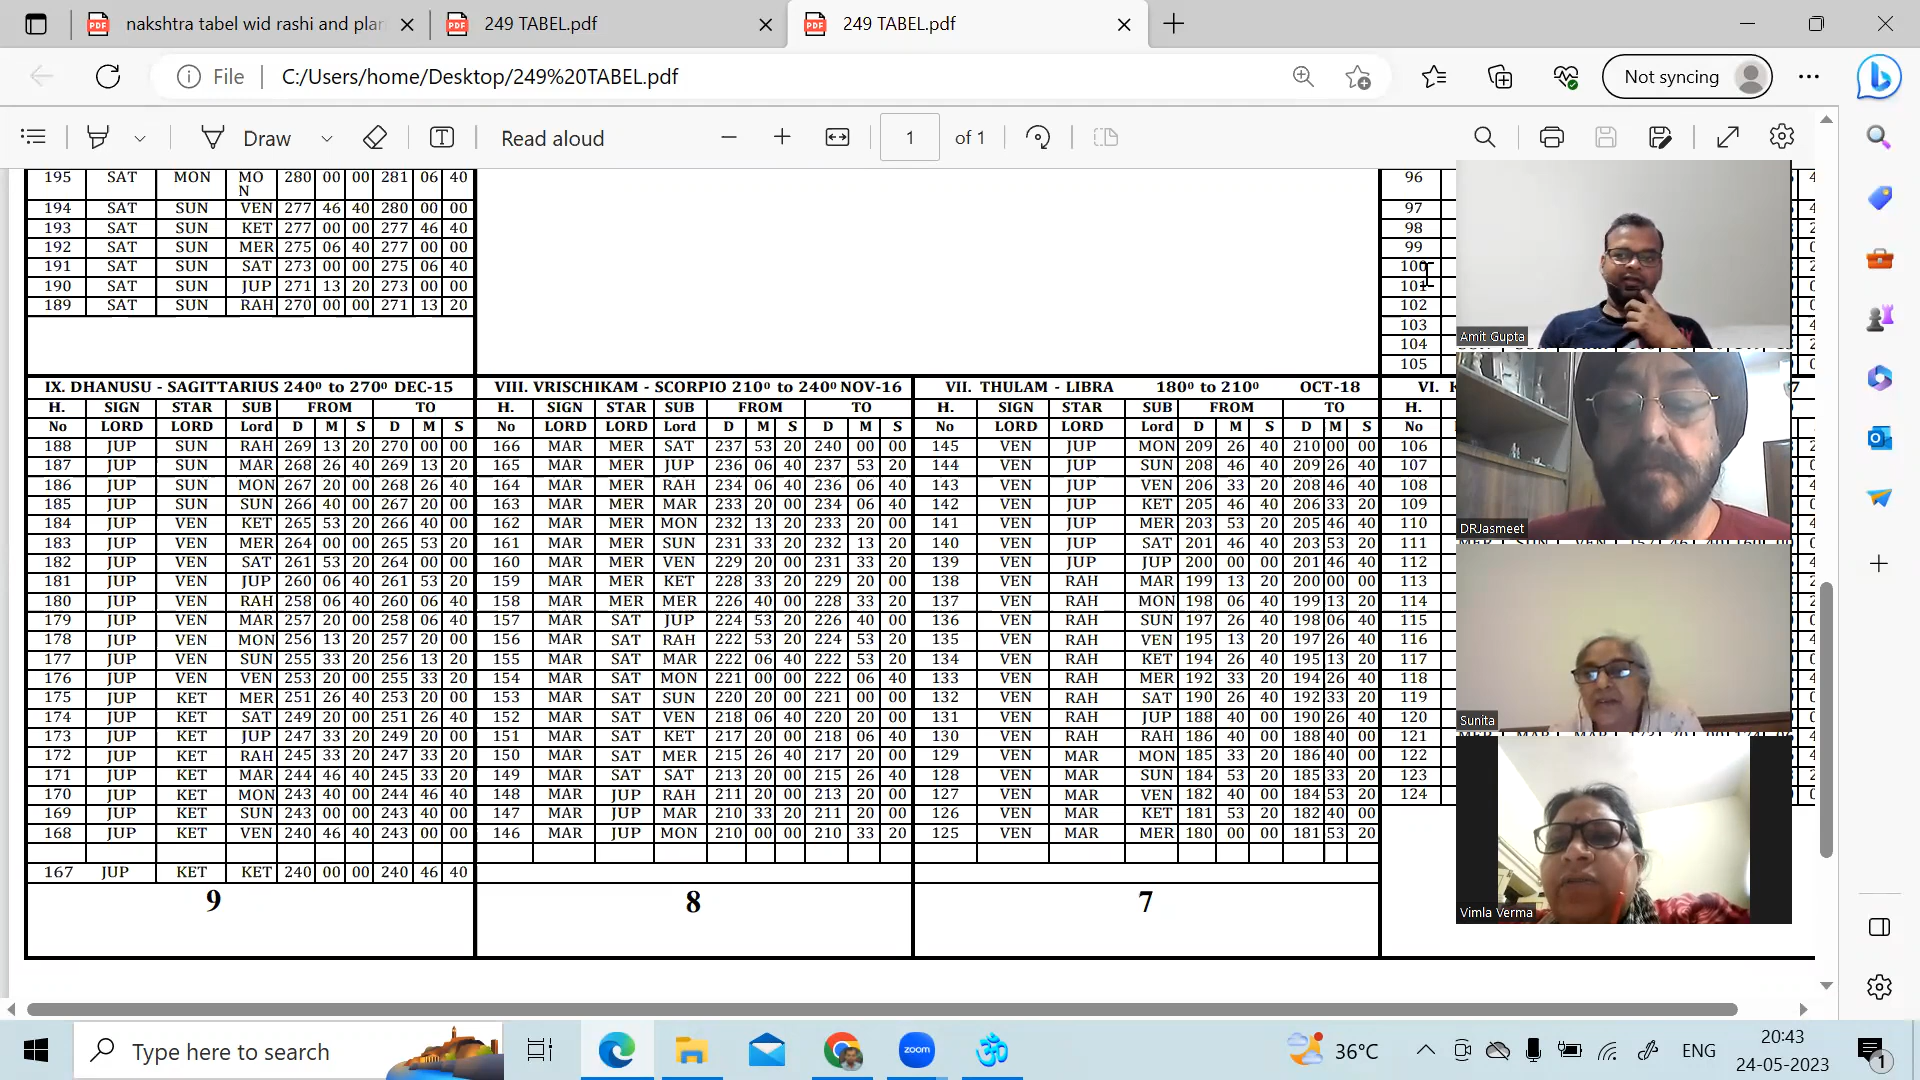 nakshtra tabel wid rashi and plan
249 TABEL.pdf
249 TABEL.pdf
File C:/Users/home/Desktop/249%20TABEL.pdf
Not syncing
Draw
Read aloud
1 of 1
195 SAT MON MON 280 00 00 281 06 40
194 SAT SUN VEN 277 46 40 280 00 00
193 SAT SUN KET 277 00 00 277 46 40
192 SAT SUN MER 275 06 40 277 00 00
191 SAT SUN SAT 273 00 00 275 06 40
190 SAT SUN JUP 271 13 20 273 00 00
189 SAT SUN RAH 270 00 00 271 13 20
96
97
98
99
100
101
102
103
104
105
IX. DHANUSU - SAGITTARIUS 240⁰ to 270⁰ DEC-15
H. SIGN STAR SUB FROM TO
No LORD LORD Lord D M S D M S
188 JUP SUN RAH 269 13 20 270 00 00
187 JUP SUN MAR 268 26 40 269 13 20
186 JUP SUN MON 267 20 00 268 26 40
185 JUP SUN SUN 266 40 00 267 20 00
184 JUP VEN KET 265 53 20 266 40 00
183 JUP VEN MER 264 00 00 265 53 20
182 JUP VEN SAT 261 53 20 264 00 00
181 JUP VEN JUP 260 06 40 261 53 20
180 JUP VEN RAH 258 06 40 260 06 40
179 JUP VEN MAR 257 20 00 258 06 40
178 JUP VEN MON 256 13 20 257 20 00
177 JUP VEN SUN 255 33 20 256 13 20
176 JUP VEN VEN 253 20 00 255 33 20
175 JUP KET MER 251 26 40 253 20 00
174 JUP KET SAT 249 20 00 251 26 40
173 JUP KET JUP 247 33 20 249 20 00
172 JUP KET RAH 245 33 20 247 33 20
171 JUP KET MAR 244 46 40 245 33 20
170 JUP KET MON 243 40 00 244 46 40
169 JUP KET SUN 243 00 00 243 40 00
168 JUP KET VEN 240 46 40 243 00 00
167 JUP KET KET 240 00 00 240 46 40
9
VIII. VRISCHIKAM - SCORPIO 210⁰ to 240⁰ NOV-16
H. SIGN STAR SUB FROM TO
No LORD LORD Lord D M S D M S
166 MAR MER SAT 237 53 20 240 00 00
165 MAR MER JUP 236 06 40 237 53 20
164 MAR MER RAH 234 06 40 236 06 40
163 MAR MER MAR 233 20 00 234 06 40
162 MAR MER MON 232 13 20 233 20 00
161 MAR MER SUN 231 33 20 232 13 20
160 MAR MER VEN 229 20 00 231 33 20
159 MAR MER KET 228 33 20 229 20 00
158 MAR MER MER 226 40 00 228 33 20
157 MAR SAT JUP 224 53 20 226 40 00
156 MAR SAT RAH 222 53 20 224 53 20
155 MAR SAT MAR 222 06 40 222 53 20
154 MAR SAT MON 221 00 00 222 06 40
153 MAR SAT SUN 220 20 00 221 00 00
152 MAR SAT VEN 218 06 40 220 20 00
151 MAR SAT KET 217 20 00 218 06 40
150 MAR SAT MER 215 26 40 217 20 00
149 MAR SAT SAT 213 20 00 215 26 40
148 MAR JUP RAH 211 20 00 213 20 00
147 MAR JUP MAR 210 33 20 211 20 00
146 MAR JUP MON 210 00 00 210 33 20
8
VII. THULAM - LIBRA 180⁰ to 210⁰ OCT-18
H. SIGN STAR SUB FROM TO
No LORD LORD Lord D M S D M S
145 VEN JUP MON 209 26 40 210 00 00
144 VEN JUP SUN 208 46 40 209 26 40
143 VEN JUP VEN 206 33 20 208 46 40
142 VEN JUP KET 205 46 40 206 33 20
141 VEN JUP MER 203 53 20 205 46 40
140 VEN JUP SAT 201 46 40 203 53 20
139 VEN JUP JUP 200 00 00 201 46 40
138 VEN RAH MAR 199 13 20 200 00 00
137 VEN RAH MON 198 06 40 199 13 20
136 VEN RAH SUN 197 26 40 198 06 40
135 VEN RAH VEN 195 13 20 197 26 40
134 VEN RAH KET 194 26 40 195 13 20
133 VEN RAH MER 192 33 20 194 26 40
132 VEN RAH SAT 190 26 40 192 33 20
131 VEN RAH JUP 188 40 00 190 26 40
130 VEN RAH RAH 186 40 00 188 40 00
129 VEN MAR MON 185 33 20 186 40 00
128 VEN MAR SUN 184 53 20 185 33 20
127 VEN MAR VEN 182 40 00 184 53 20
126 VEN MAR KET 181 53 20 182 40 00
125 VEN MAR MER 180 00 00 181 53 20
7
VI. K
H.
No
106
107
108
109
110
111
112
113
114
115
116
117
118
119
120
121
122
123
124
Amit Gupta
DRJasmeet
Sunita
Vimla Verma
Type here to search
zoom
36°C
ENG
20:43
24-05-2023
1